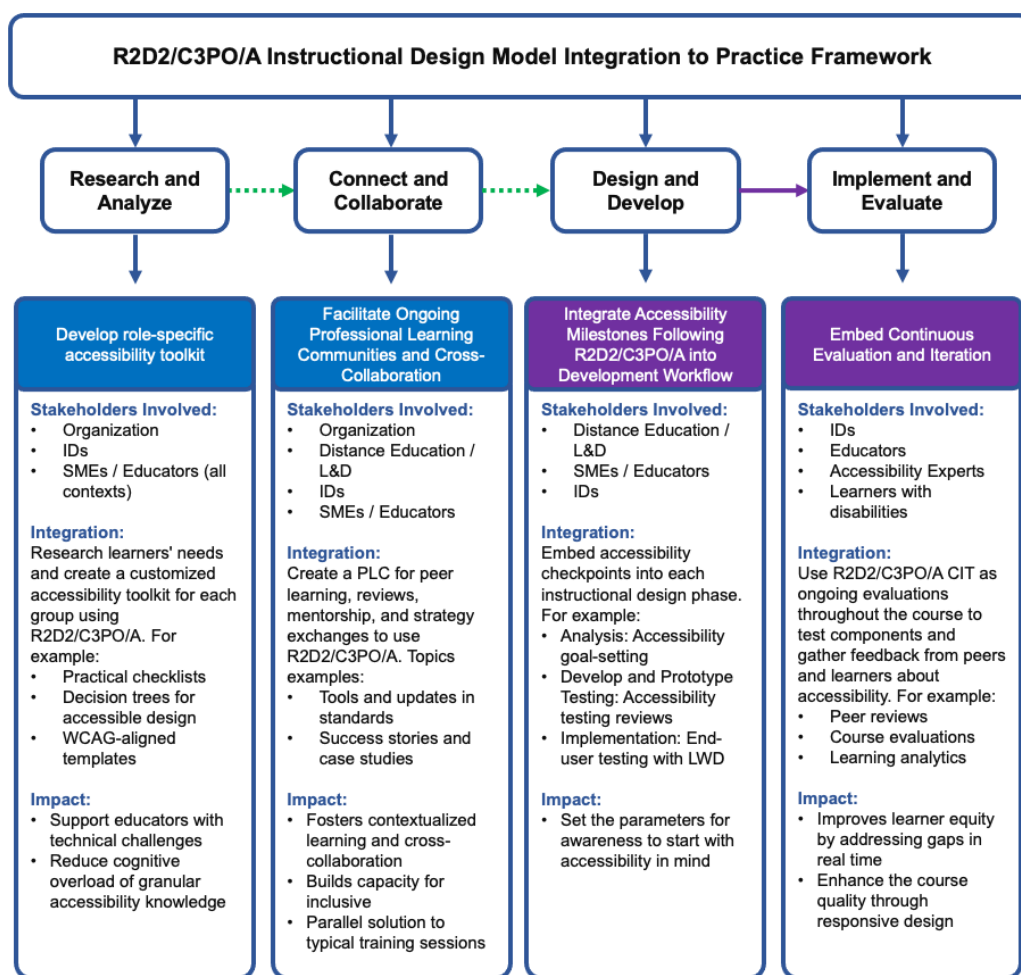 R2D2/C3PO/A Instructional Design Model Integration to Practice Framework
Research and
Analyze
Connect and
Collaborate
Design and
Develop
Implement and
Evaluate
Develop role-specific
accessibility toolkit
Stakeholders Involved:
• Organization
• IDs
• SMEs / Educators (all
contexts)
Integration:
Research learners' needs
and create a customized
accessibility toolkit for each
group using
R2D2/C3PO/A. For
example:
• Practical checklists
• Decision trees for
accessible design
• WCAG-aligned
templates
Impact:
• Support educators with
technical challenges
• Reduce cognitive
overload of granular
accessibility knowledge
Facilitate Ongoing
Professional Learning
Communities and Cross-
Collaboration
Stakeholders Involved:
• Organization
• Distance Education /
L&D
• IDs
• SMEs / Educators
Integration:
Create a PLC for peer
learning, reviews,
mentorship, and strategy
exchanges to use
R2D2/C3PO/A. Topics
examples:
• Tools and updates in
standards
• Success stories and
case studies
Impact:
• Fosters contextualized
learning and cross-
collaboration
• Builds capacity for
inclusive
• Parallel solution to
typical training sessions
Integrate Accessibility
Milestones Following
R2D2/C3PO/A into
Development Workflow
Stakeholders Involved:
• Distance Education /
L&D
• SMEs / Educators
• IDs
Integration:
Embed accessibility
checkpoints into each
instructional design phase.
For example:
• Analysis: Accessibility
goal-setting
• Develop and Prototype
Testing: Accessibility
testing reviews
• Implementation: End-
user testing with LWD
Impact:
• Set the parameters for
awareness to start with
accessibility in mind
Embed Continuous
Evaluation and Iteration
Stakeholders Involved:
• IDs
• Educators
• Accessibility Experts
• Learners with
disabilities
Integration:
Use R2D2/C3PO/A CIT as
ongoing evaluations
throughout the course to
test components and
gather feedback from peers
and learners about
accessibility. For example:
• Peer reviews
• Course evaluations
• Learning analytics
Impact:
• Improves learner equity
by addressing gaps in
real time
• Enhance the course
quality through
responsive design